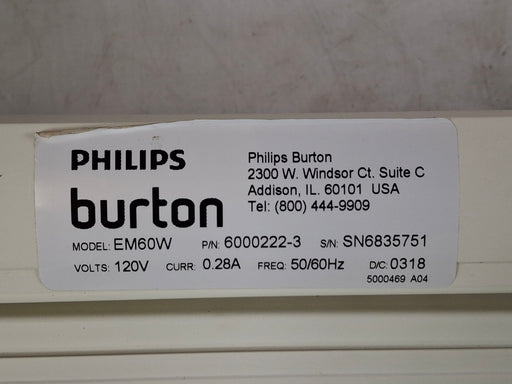 PHILIPS
burton
Philips Burton
2300 W. Windsor Ct. Suite C
Addison, IL. 60101 USA
Tel: (800) 444-9909
MODEL: EM60W P/N: 6000222-3 S/N: SN6835751
VOLTS: 120V CURR: 0.28A FREQ: 50/60Hz D/C: 0318
5000469 A04